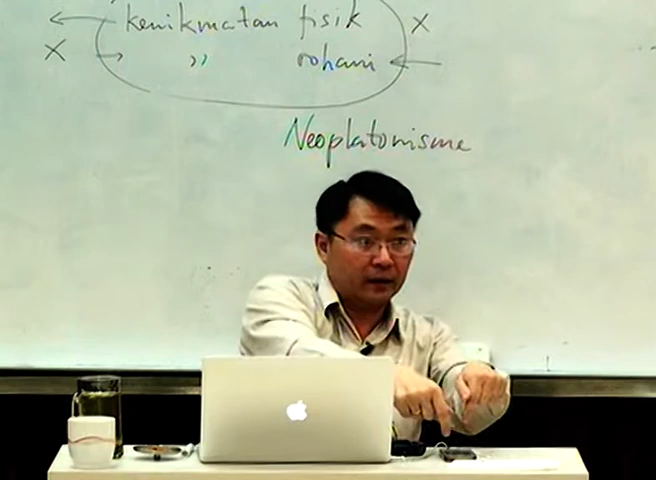 ← kenikmatan fisik X
X → " rohani ←
Neoplatonisme